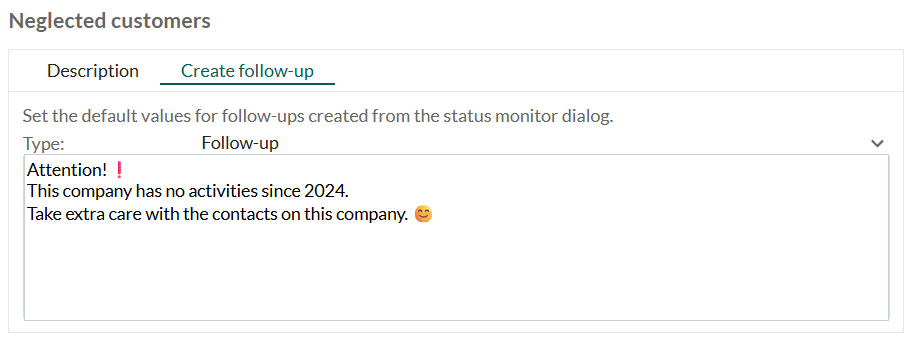 Neglected customers
Description Create follow-up
Set the default values for follow-ups created from the status monitor dialog.
Type: Follow-up
Attention! ❗
This company has no activities since 2024.
Take extra care with the contacts on this company. 😊